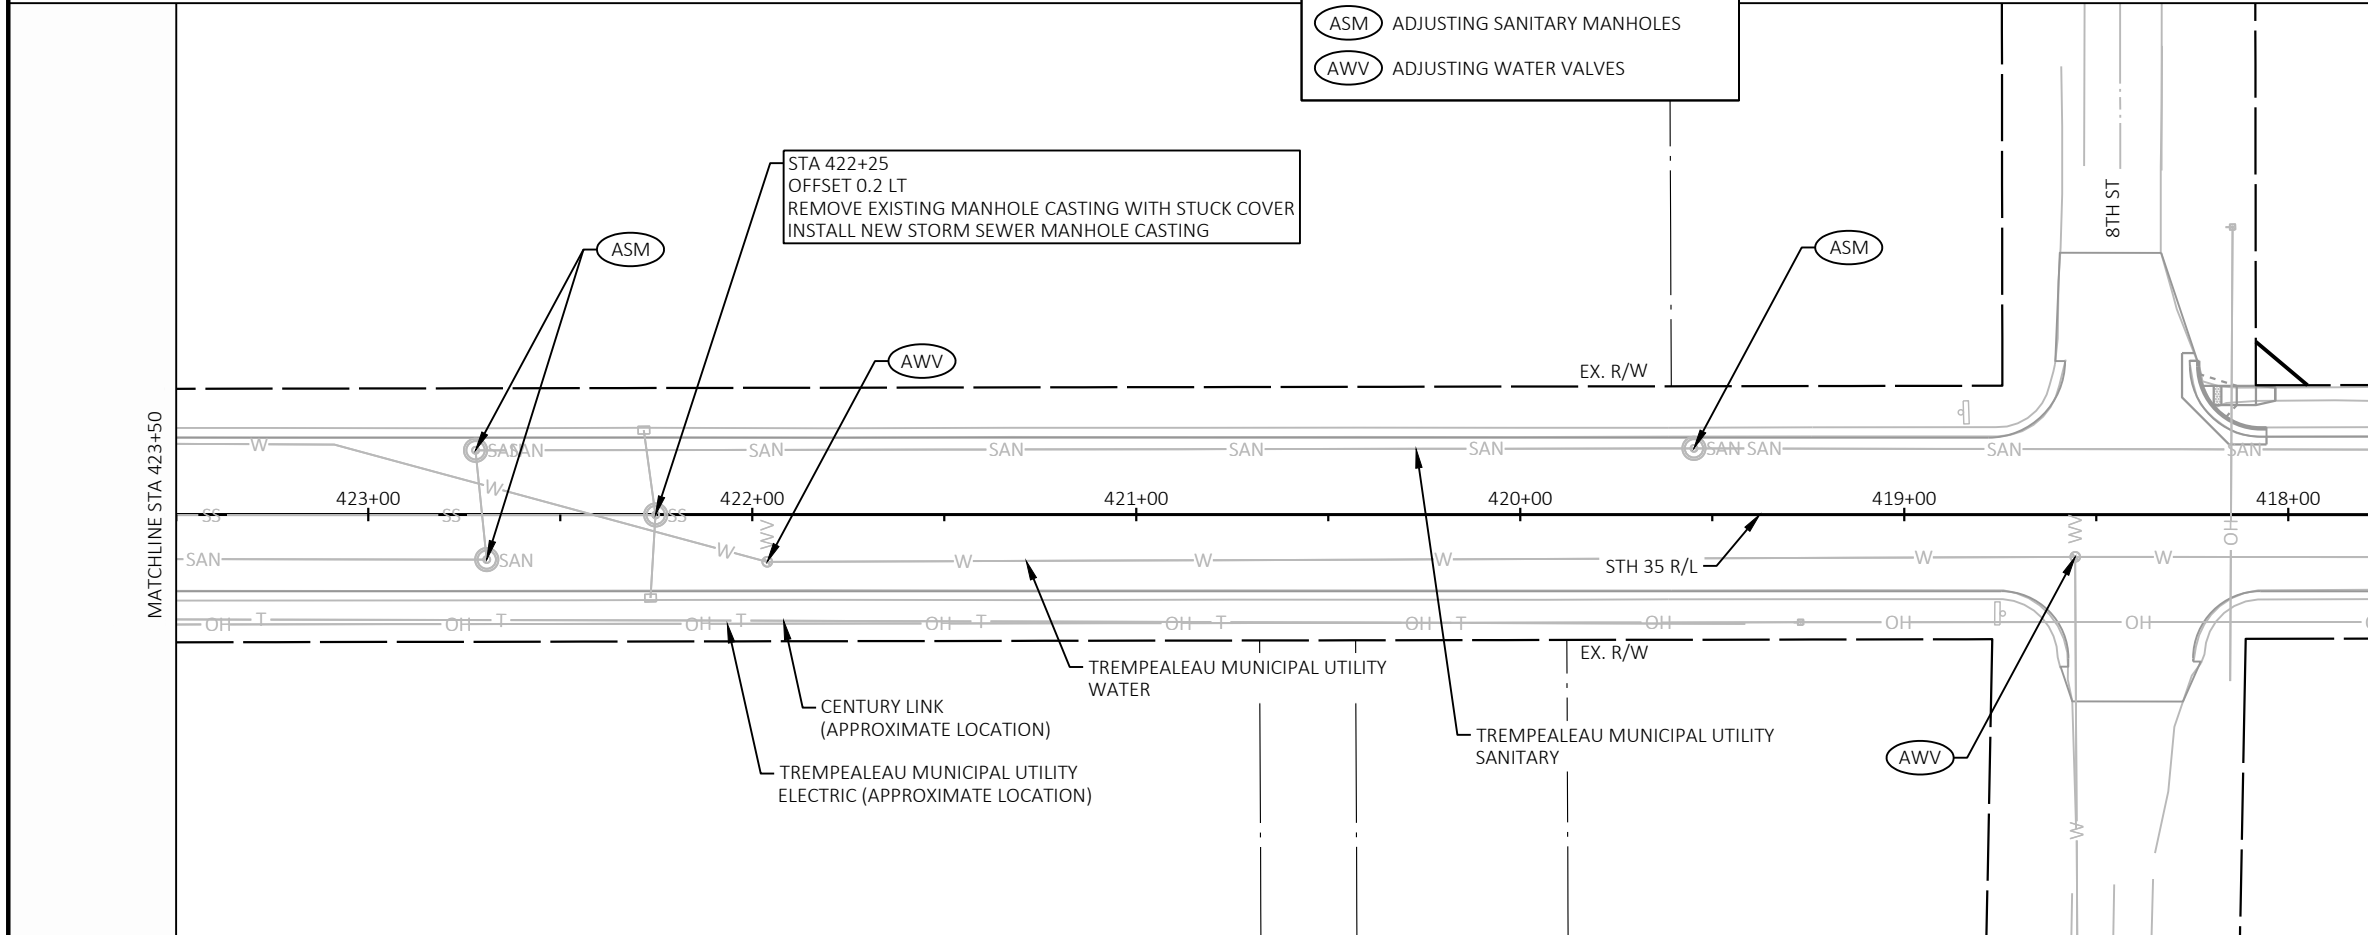 ASM ADJUSTING SANITARY MANHOLES
AWV ADJUSTING WATER VALVES
STA 422+25
OFFSET 0.2 LT
REMOVE EXISTING MANHOLE CASTING WITH STUCK COVER
INSTALL NEW STORM SEWER MANHOLE CASTING
8TH ST
ASM
ASM
AWV
EX. R/W
MATCHLINE STA 423+50
W
SAN SAN SAN SAN SAN SAN SAN SAN SAN SAN SAN
W
423+00 422+00 421+00 420+00 419+00 418+00
SS SS SS
W W OH
SAN SAN W W W W W W
STH 35 R/L
OH T OH T OH T OH T OH T OH T OH OH OH
EX. R/W
TREMPEALEAU MUNICIPAL UTILITY
WATER
CENTURY LINK
(APPROXIMATE LOCATION)
TREMPEALEAU MUNICIPAL UTILITY
SANITARY
AWV
TREMPEALEAU MUNICIPAL UTILITY
ELECTRIC (APPROXIMATE LOCATION)
W